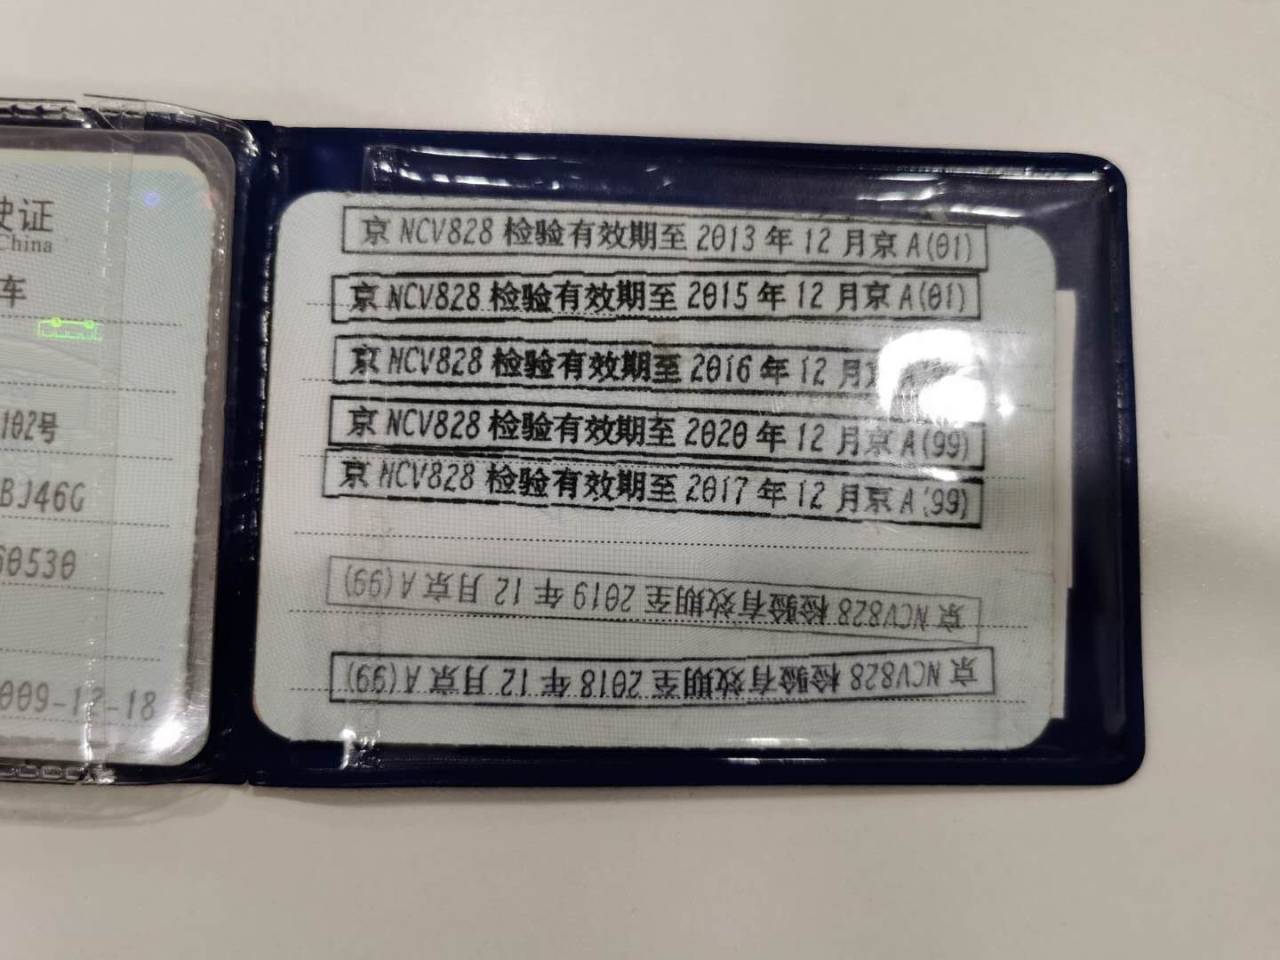 驶证
China
车
102号
BJ46G
60530
009-12-18
京 NCV828 检验有效期至 2013 年 12 月京 A(01)
京 NCV828 检验有效期至 2015 年 12 月京 A(01)
京 NCV828 检验有效期至 2016 年 12 月
京 NCV828 检验有效期至 2020 年 12 月京 A(99)
京 NCV828 检验有效期至 2017 年 12 月京 A(99)
京 NCV828 检验有效期至 2019 年 12 月京 A(99)
京 NCV828 检验有效期至 2018 年 12 月京 A(99)